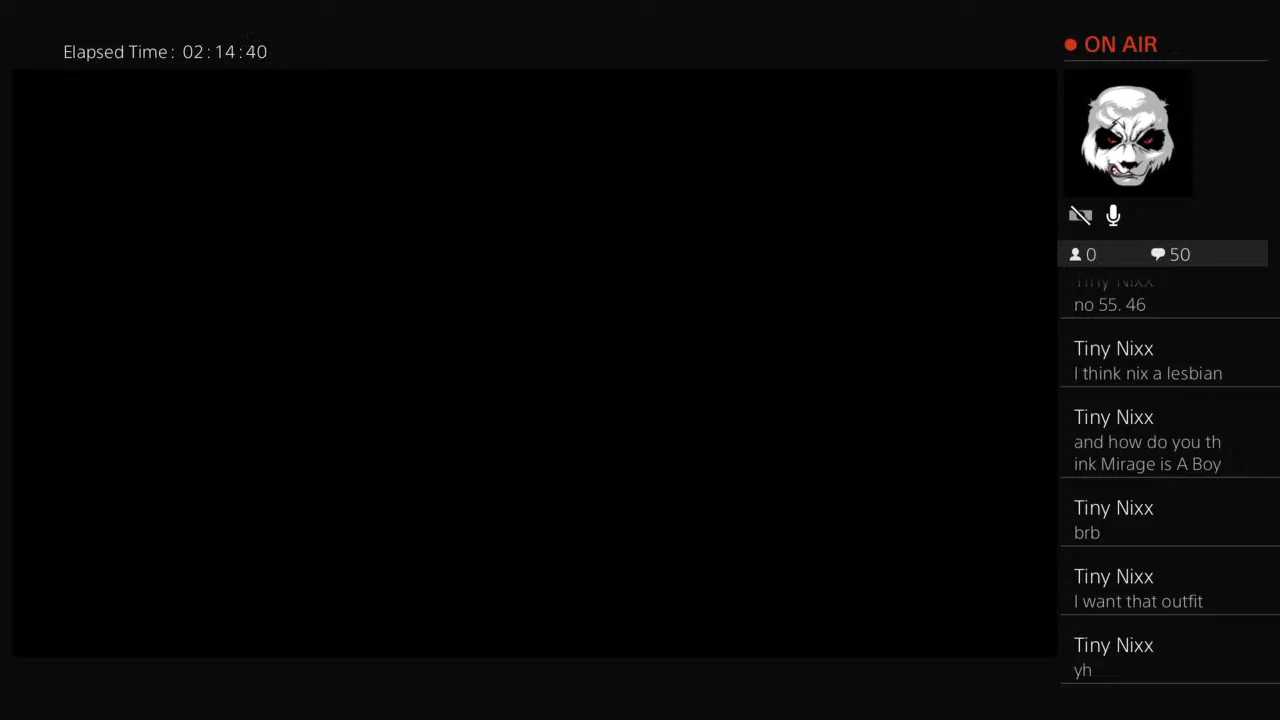 Elapsed Time: 02:14:40
ON AIR
0 50
Tiny Nixx
no 55. 46
Tiny Nixx
I think nix a lesbian
Tiny Nixx
and how do you th
ink Mirage is A Boy
Tiny Nixx
brb
Tiny Nixx
I want that outfit
Tiny Nixx
yh